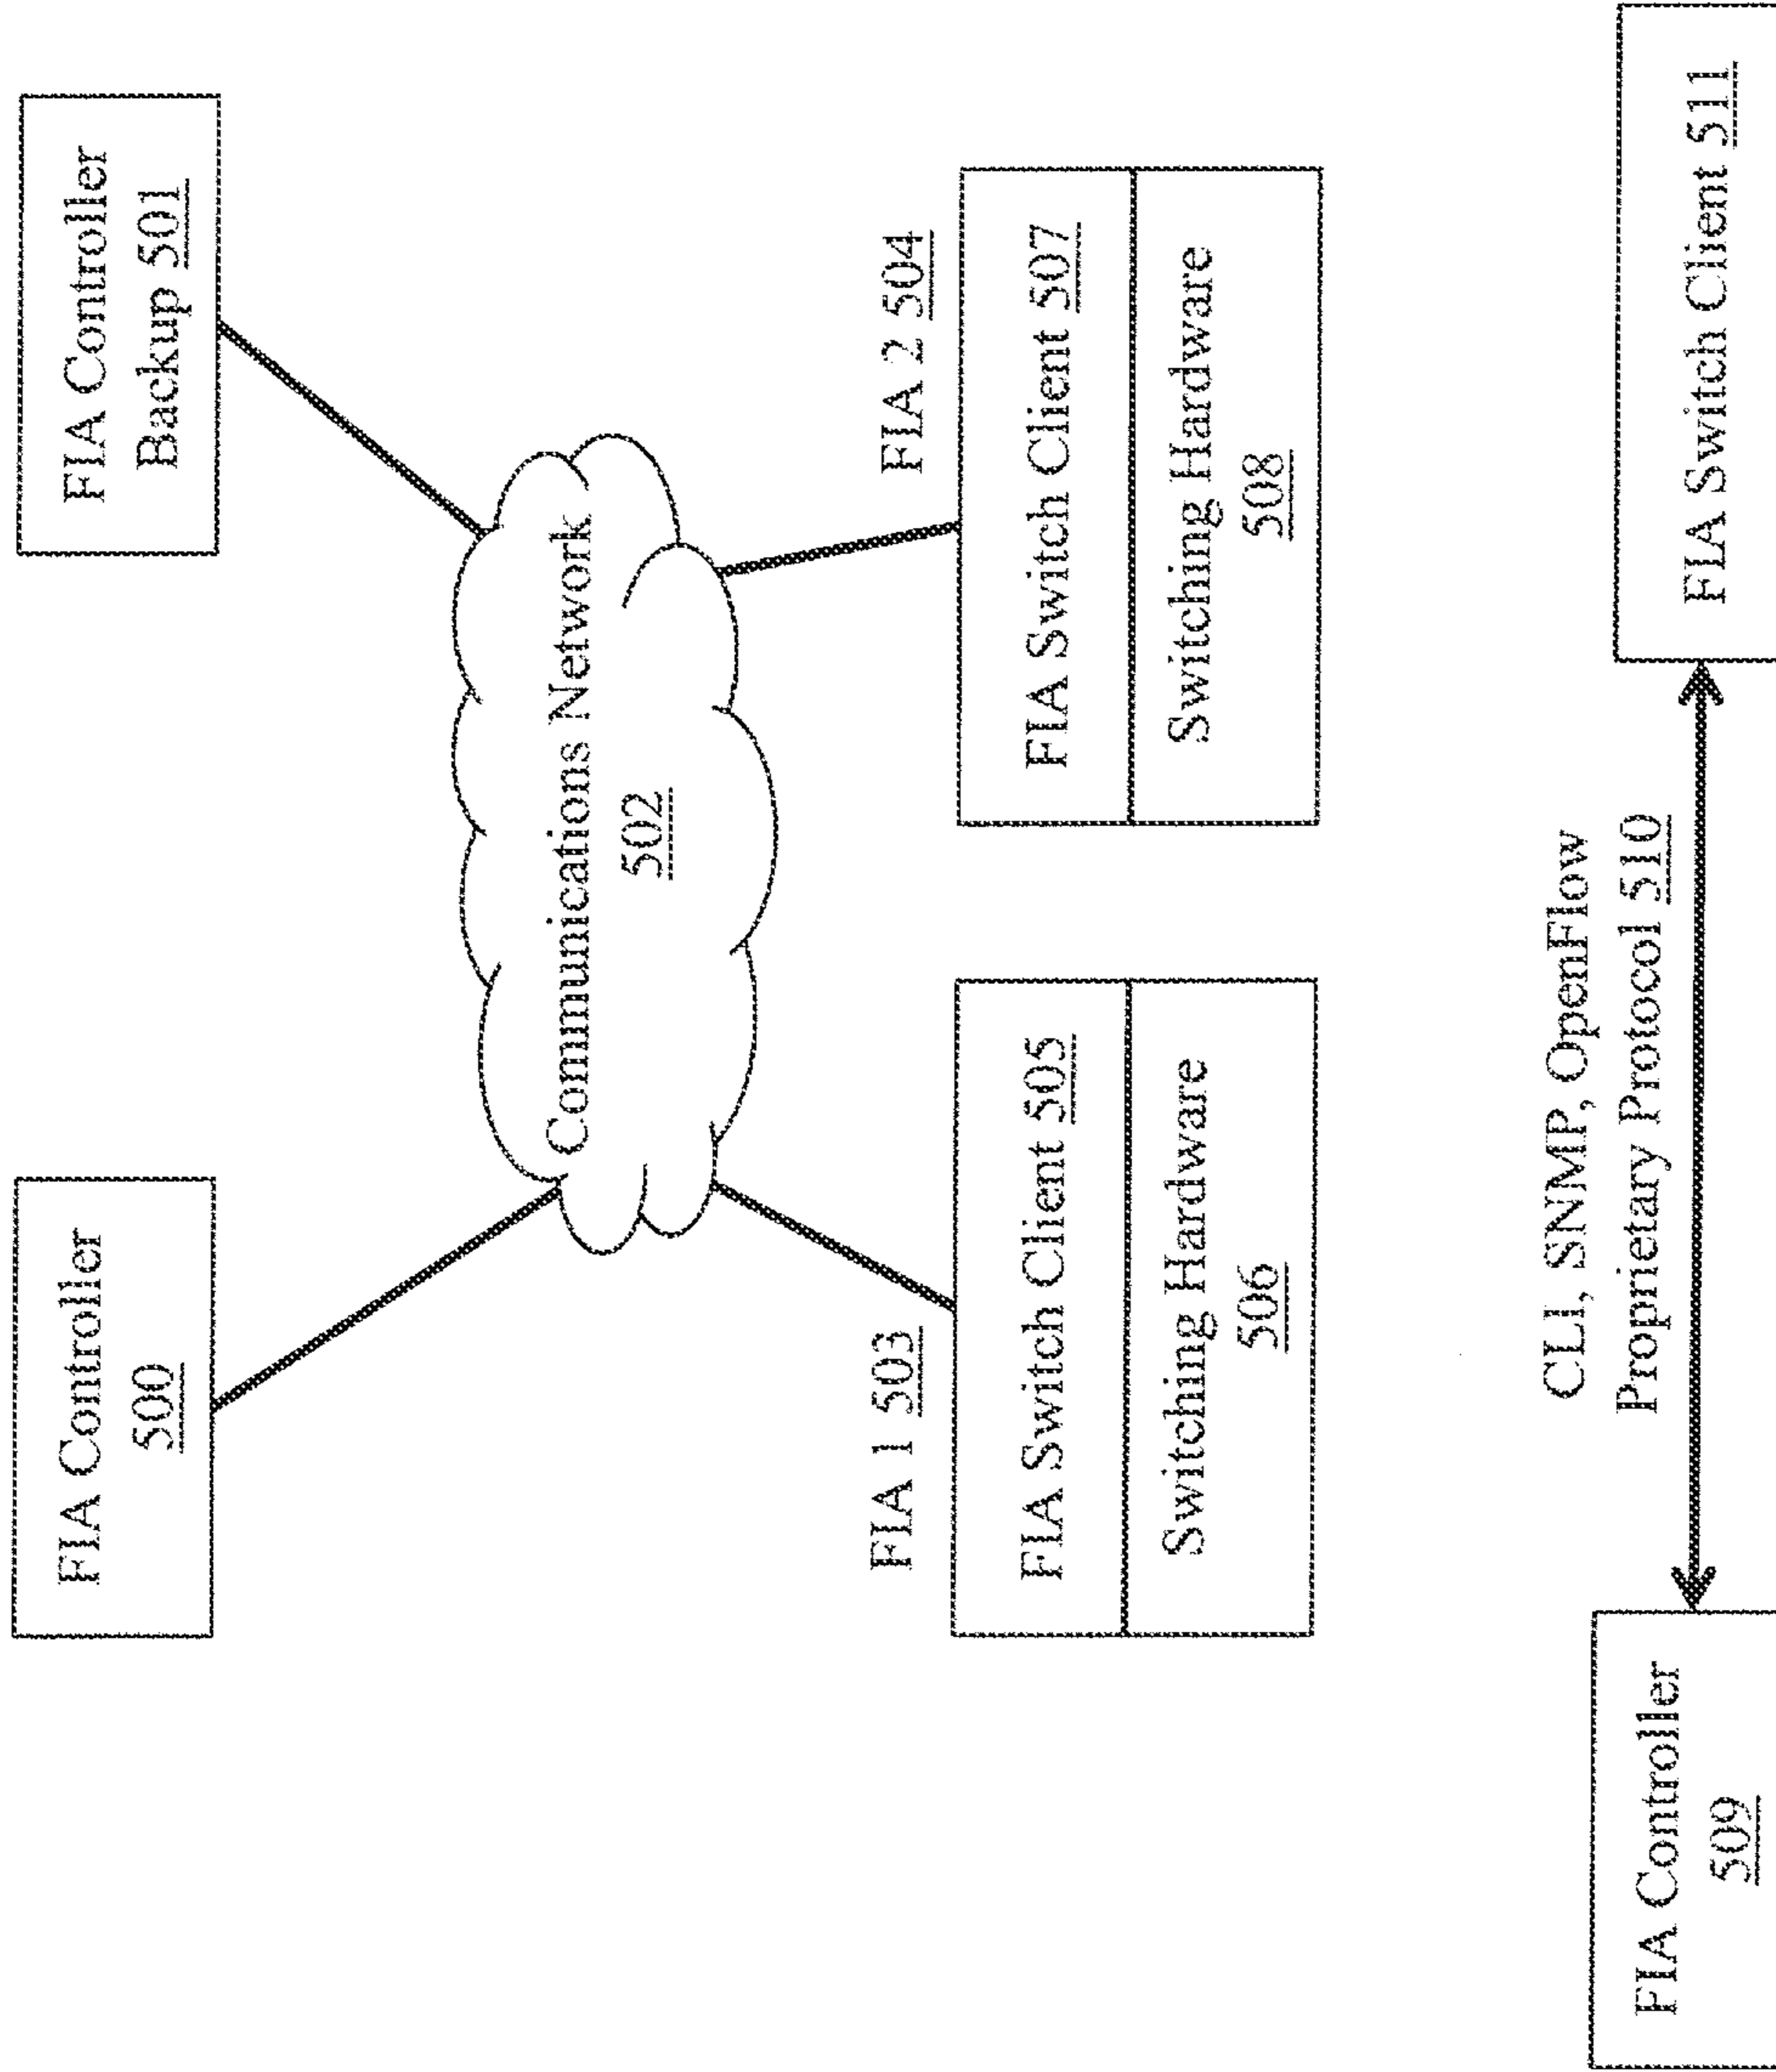 FIA Controller
500
FIA Controller
Backup 501
Communications Network
502
FIA 1 503
FIA 2 504
FIA Switch Client 505
Switching Hardware
506
FIA Switch Client 507
Switching Hardware
508
FIA Controller
509
CLI, SNMP, OpenFlow
Proprietary Protocol 510
FIA Switch Client 511